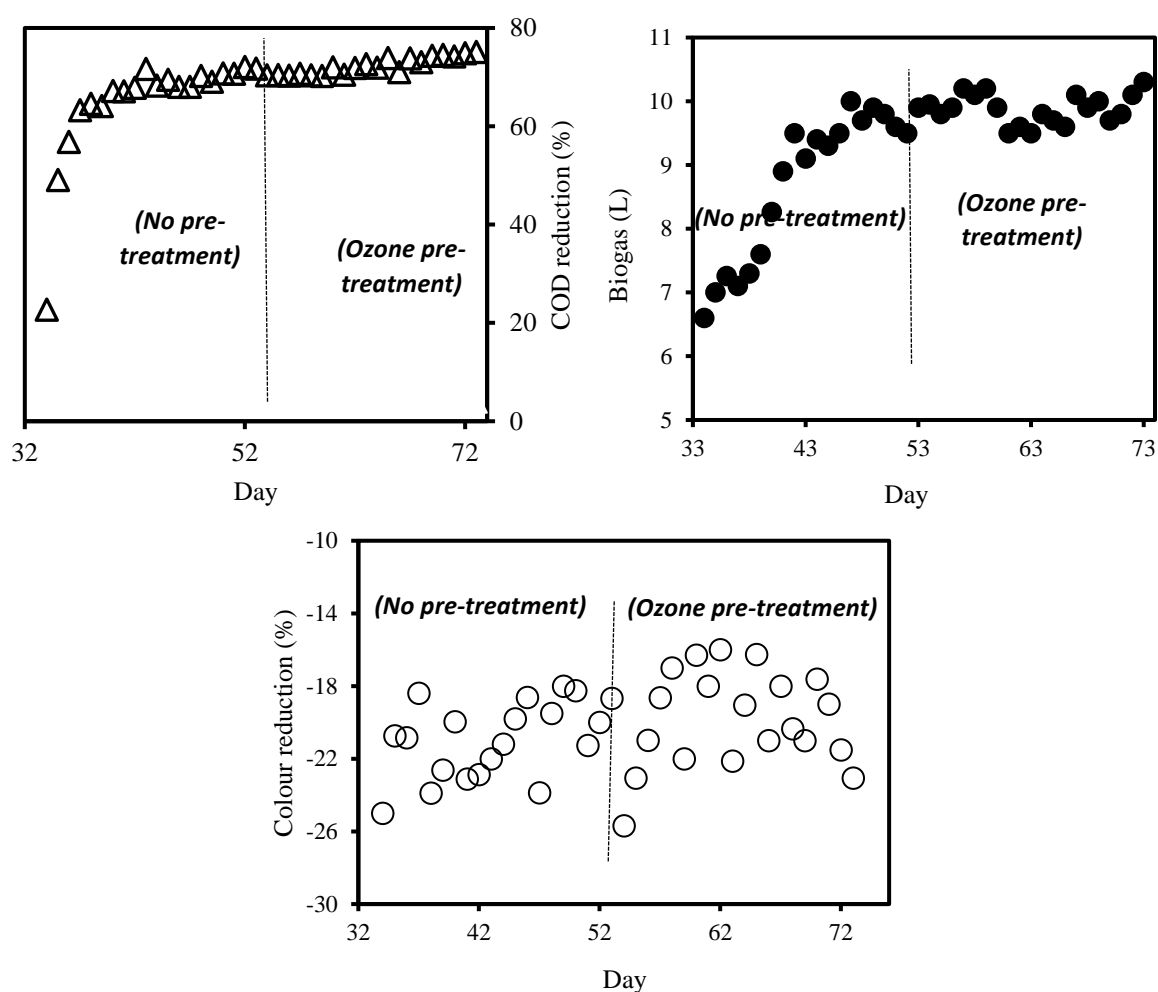 80
60
40
20
0
COD reduction (%)
(No pre-
treatment)
(Ozone pre-
treatment)
32
52
72
Day
11
10
9
8
7
6
5
Biogas (L)
(No pre-treatment)
(Ozone pre-
treatment)
33
43
53
63
73
Day
-10
-14
-18
-22
-26
-30
Colour reduction (%)
(No pre-treatment)
(Ozone pre-treatment)
32
42
52
62
72
Day